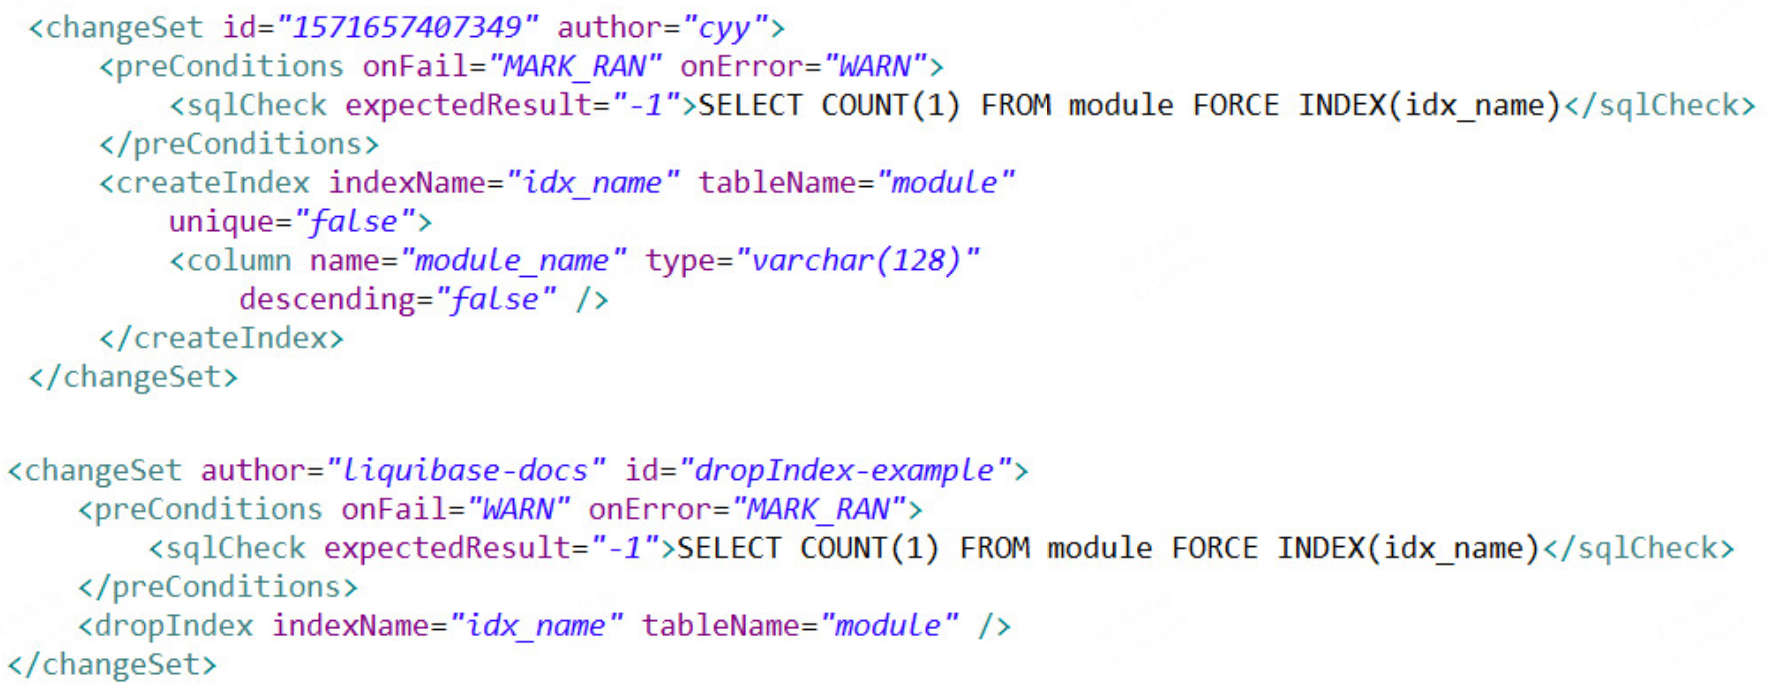 <changeSet id="1571657407349" author="cyy">
<preConditions onFail="MARK_RAN" onError="WARN">
<sqlCheck expectedResult="-1">SELECT COUNT(1) FROM module FORCE INDEX(idx_name)</sqlCheck>
</preConditions>
<createIndex indexName="idx_name" tableName="module"
unique="false">
<column name="module_name" type="varchar(128)"
descending="false" />
</createIndex>
</changeSet>
<changeSet author="liquibase-docs" id="dropIndex-example">
<preConditions onFail="WARN" onError="MARK_RAN">
<sqlCheck expectedResult="-1">SELECT COUNT(1) FROM module FORCE INDEX(idx_name)</sqlCheck>
</preConditions>
<dropIndex indexName="idx_name" tableName="module" />
</changeSet>